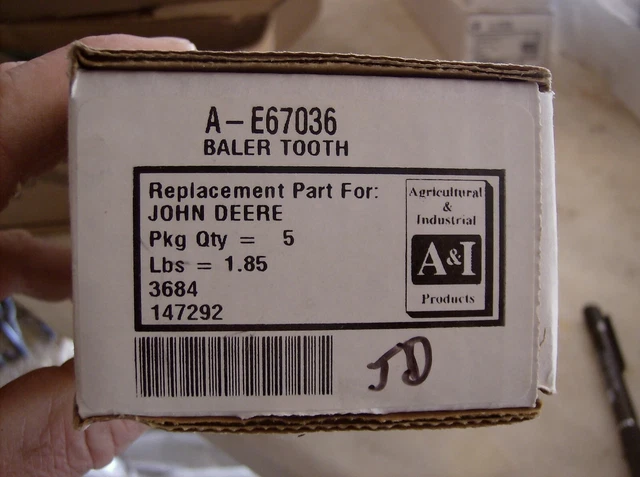 A-E67036
BALER TOOTH
Replacement Part For:
JOHN DEERE
Pkg Qty = 5
Lbs = 1.85
3684
147292
Agricultural
&
Industrial
A&I
Products
JD